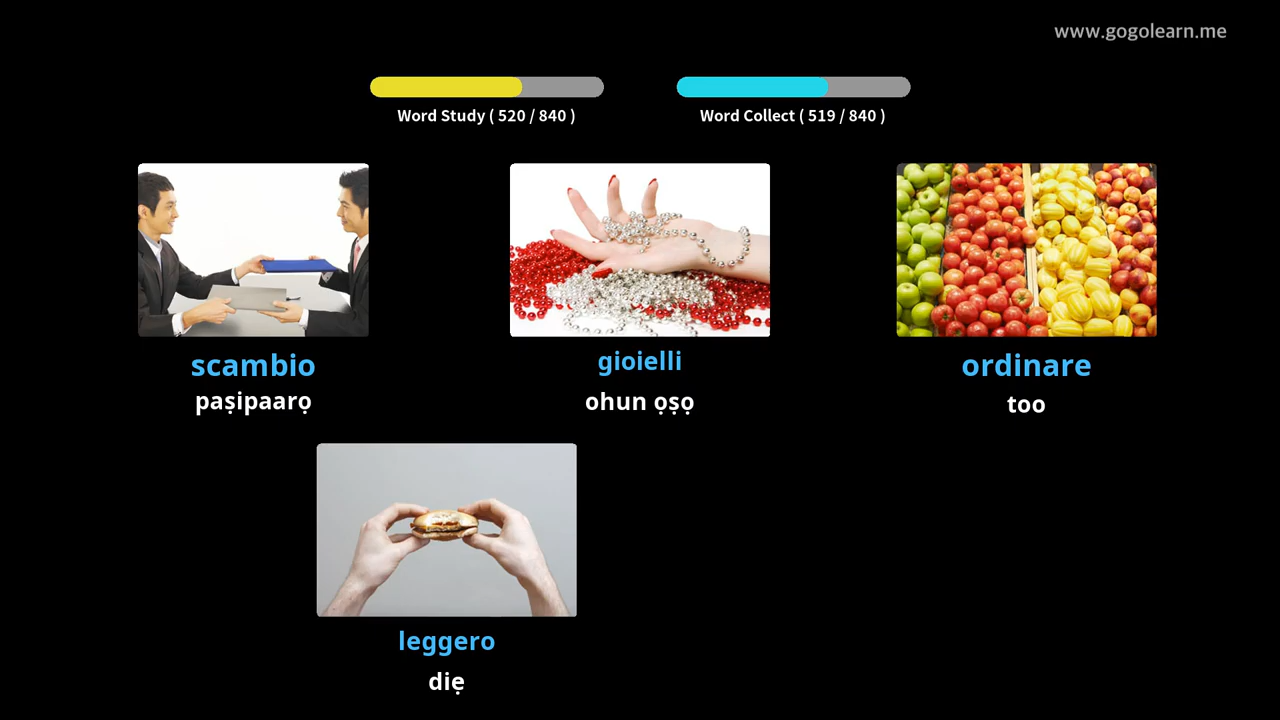 www.gogolearn.me
Word Study ( 520 / 840 )
Word Collect ( 519 / 840 )
scambio
paṣipaarọ
gioielli
ohun ọṣọ
ordinare
too
leggero
diẹ